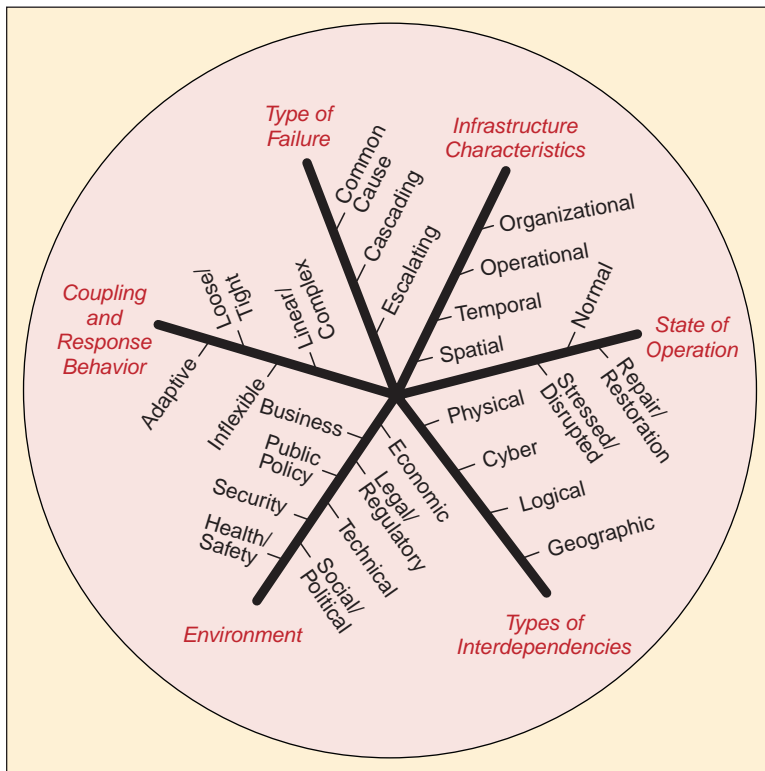 Type of
Failure
Common
Cause
Cascading
Escalating
Infrastructure
Characteristics
Organizational
Operational
Temporal
Spatial
State of
Operation
Normal
Stressed/
Disrupted
Repair/
Restoration
Types of
Interdependencies
Physical
Cyber
Logical
Geographic
Environment
Economic
Legal/
Regulatory
Technical
Social/
Political
Business
Public
Policy
Security
Health/
Safety
Coupling
and
Response
Behavior
Loose/
Tight
Linear/
Complex
Adaptive
Inflexible